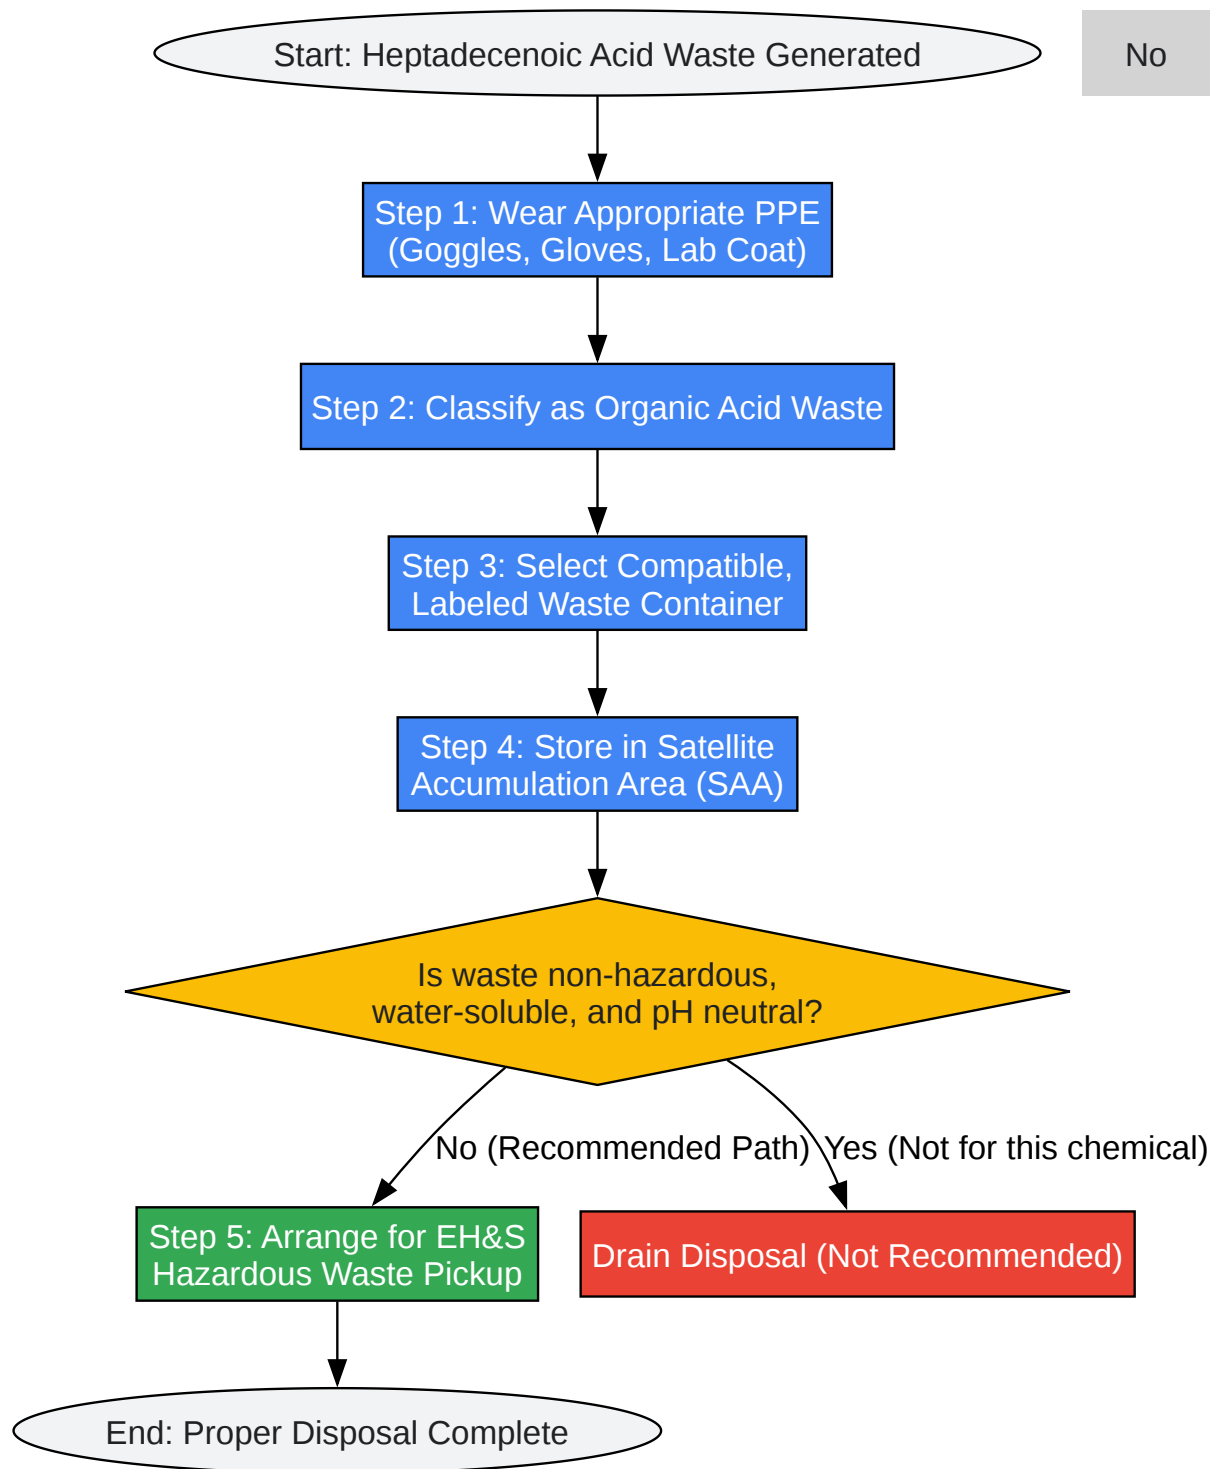 Start: Heptadecenoic Acid Waste Generated
No
Step 1: Wear Appropriate PPE
(Goggles, Gloves, Lab Coat)
Step 2: Classify as Organic Acid Waste
Step 3: Select Compatible,
Labeled Waste Container
Step 4: Store in Satellite
Accumulation Area (SAA)
Is waste non-hazardous,
water-soluble, and pH neutral?
No (Recommended Path)
Yes (Not for this chemical)
Step 5: Arrange for EH&S
Hazardous Waste Pickup
Drain Disposal (Not Recommended)
End: Proper Disposal Complete